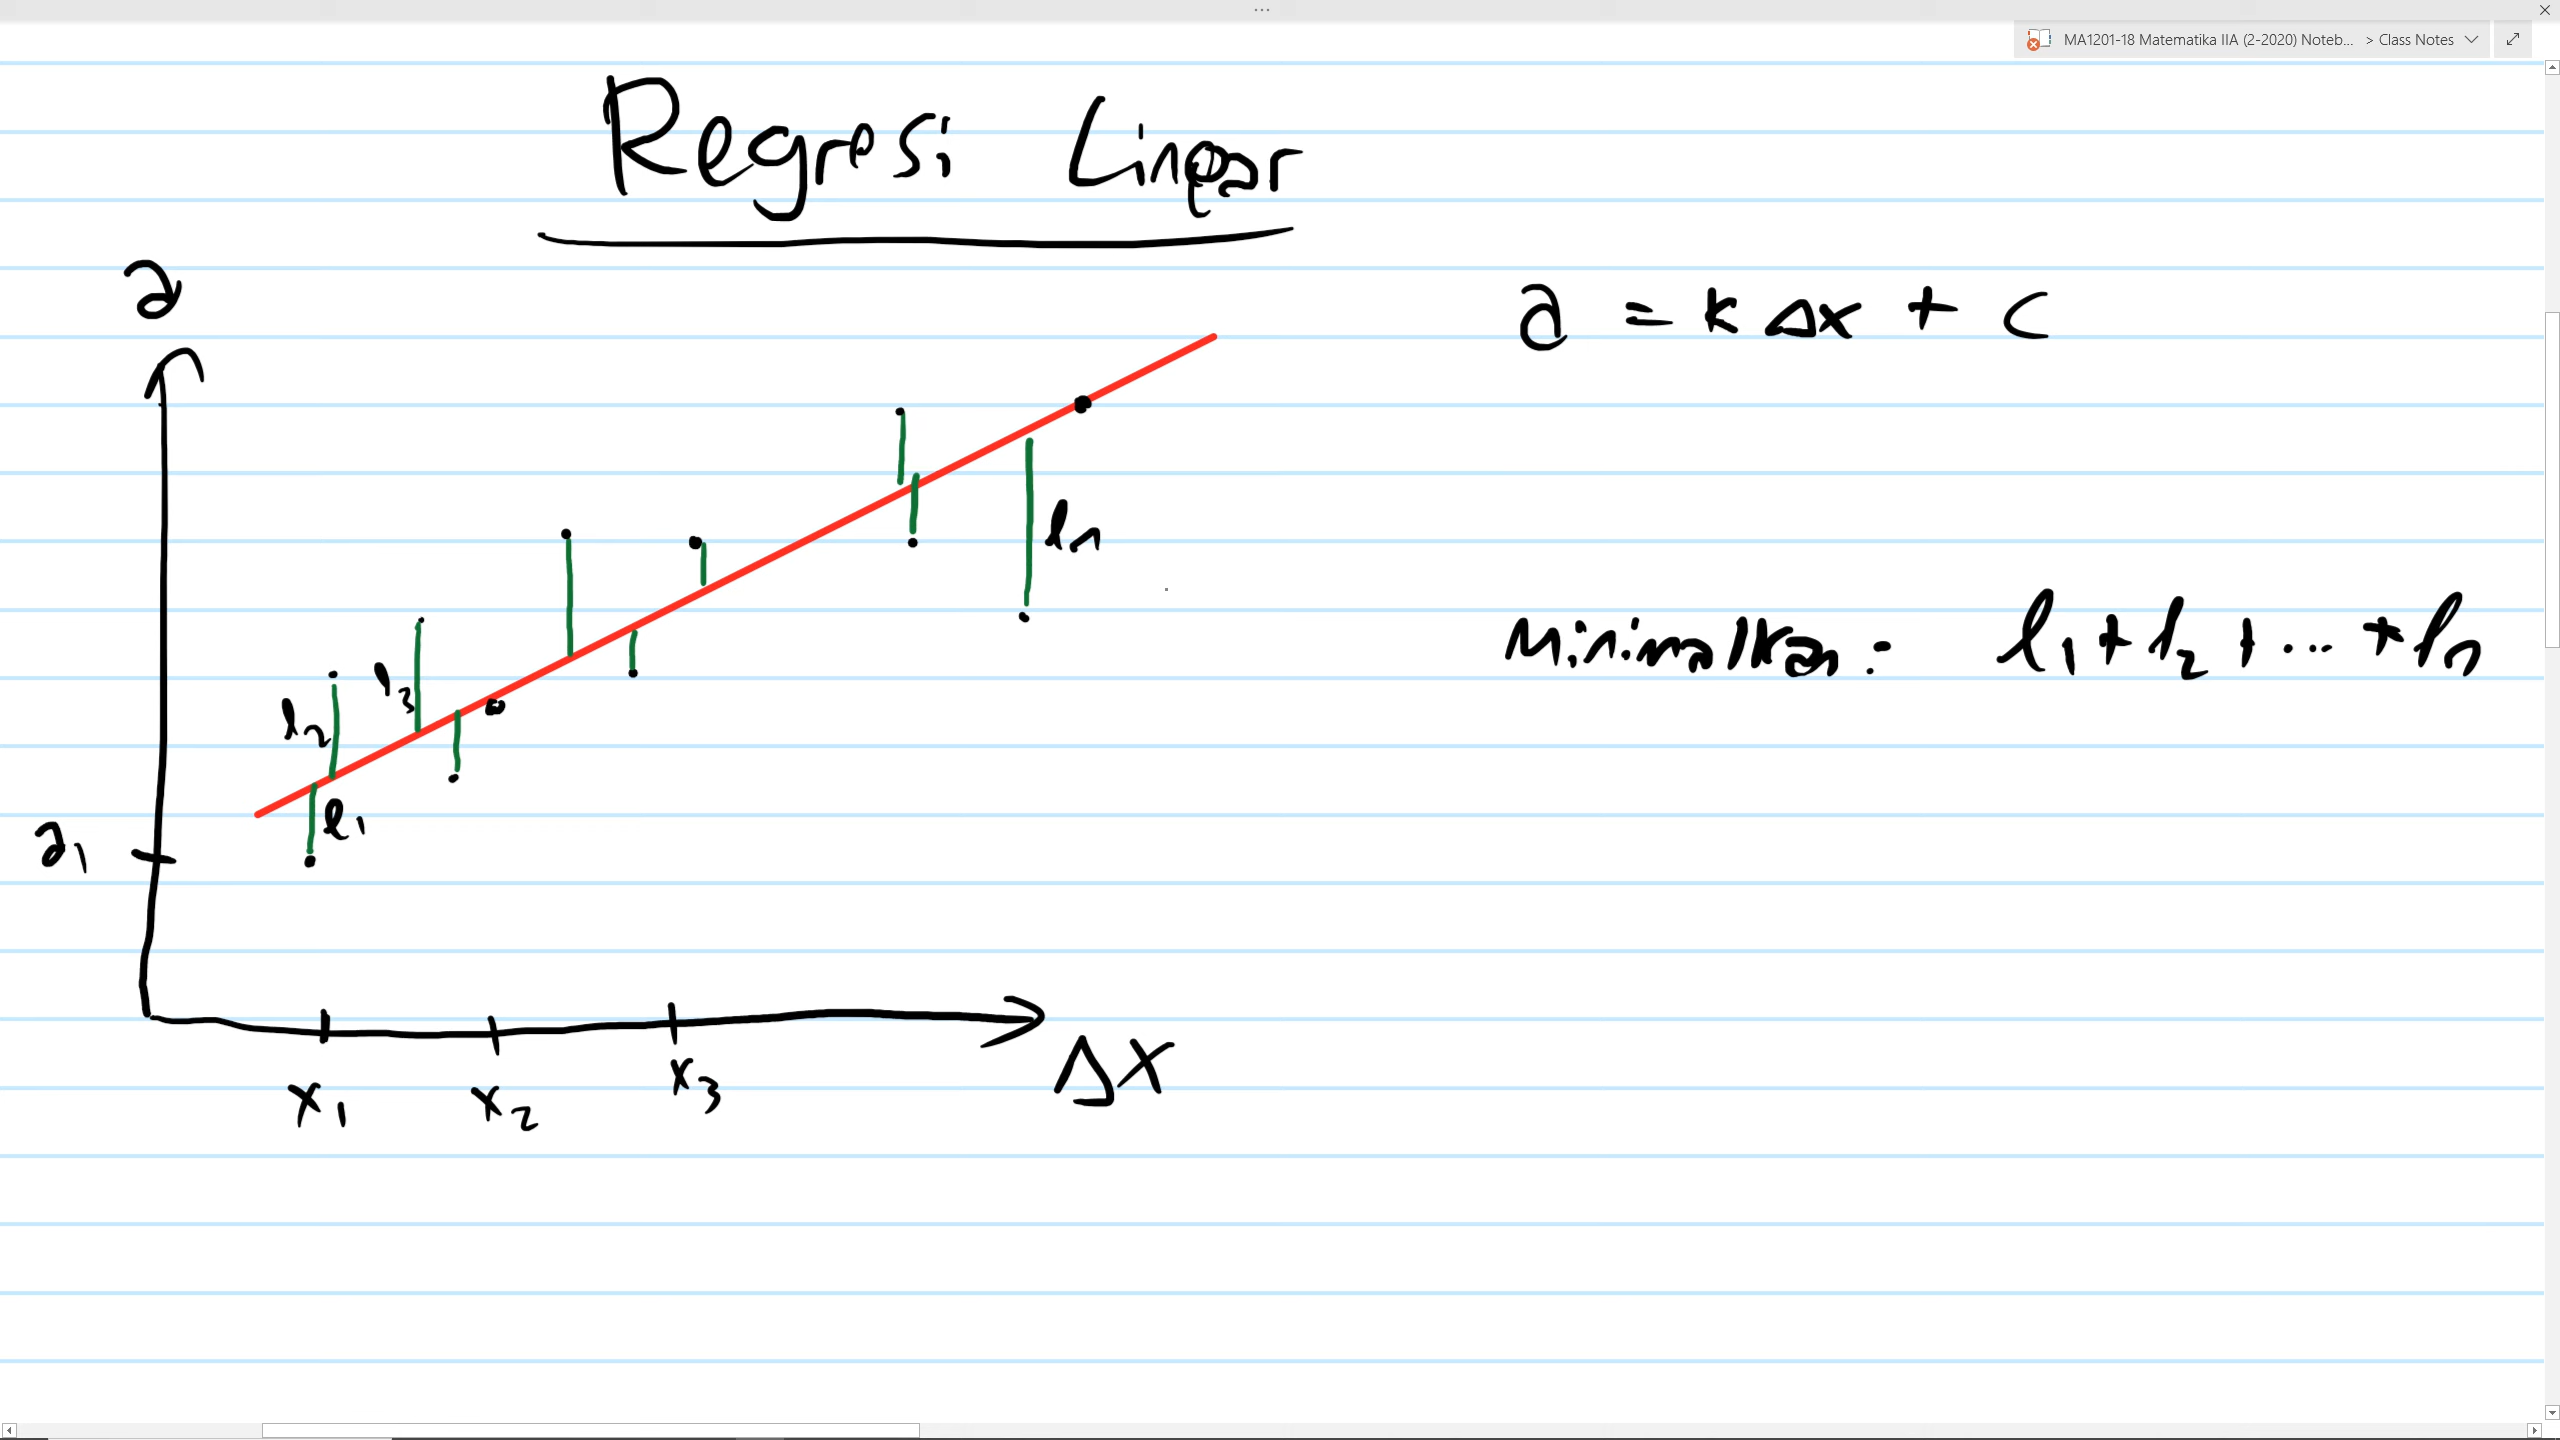 MA1201-18 Matematika IIA (2-2020) Noteb... > Class Notes
Regresi Linear
a
a = k Δx + c
ln
Minimalkan : l1 + l2 + ... + ln
l3
l2
l1
a1
Δx
x1 x2 x3